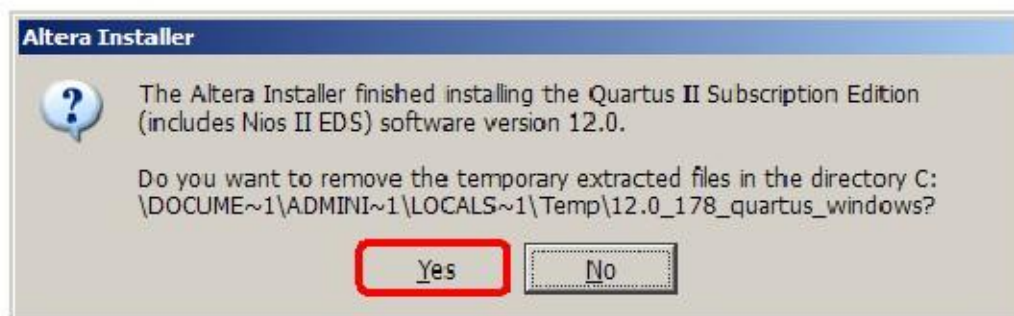 Altera Installer
The Altera Installer finished installing the Quartus II Subscription Edition
(includes Nios II EDS) software version 12.0.
Do you want to remove the temporary extracted files in the directory C:
\DOCUME~1\ADMINI~1\LOCALS~1\Temp\12.0_178_quartus_windows?
Yes No